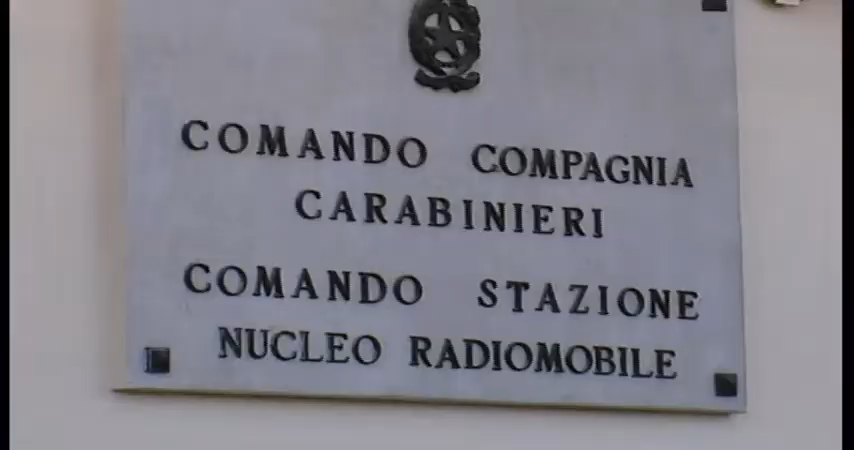 COMANDO COMPAGNIA
CARABINIERI
COMANDO STAZIONE
NUCLEO RADIOMOBILE